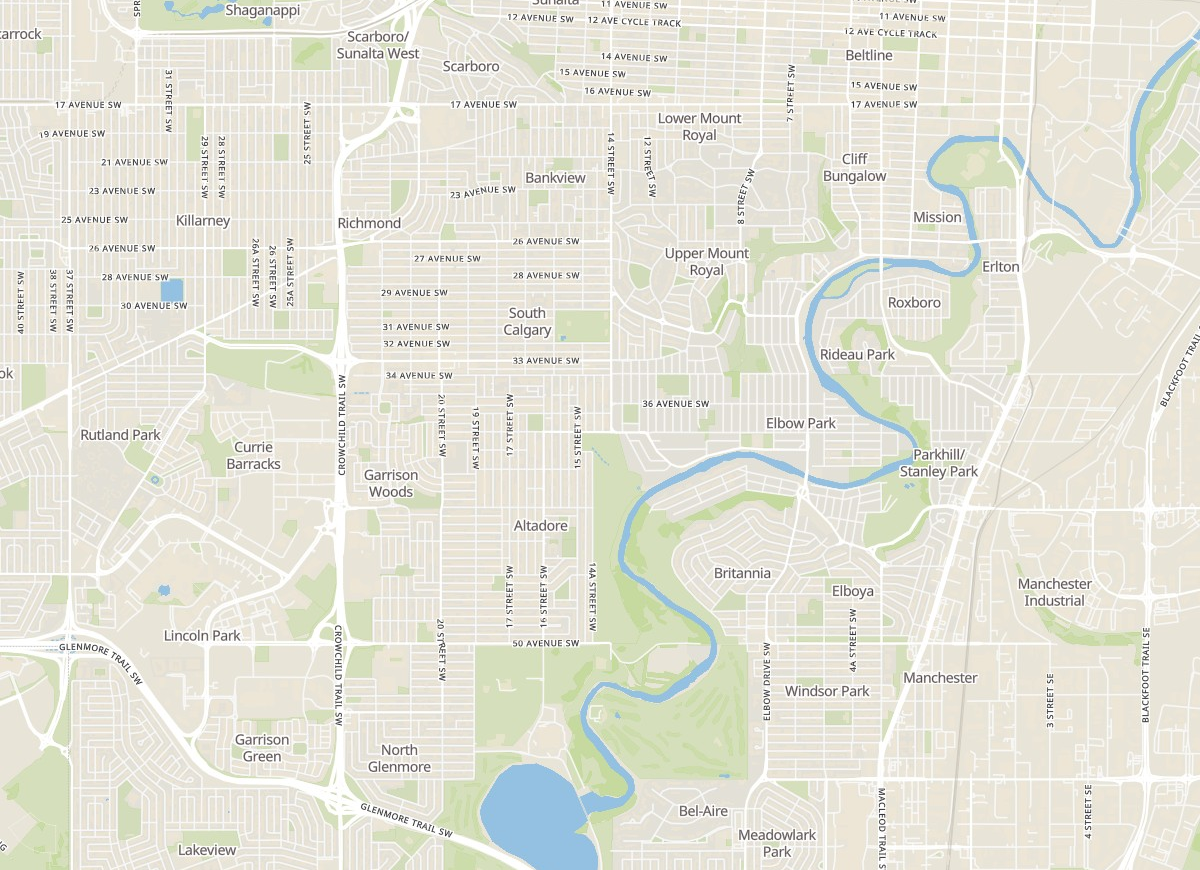 Shaganappi
Sunalta
11 AVENUE SW
11 AVENUE SW
12 AVENUE SW
12 AVE CYCLE TRACK
12 AVE CYCLE TRACK
Scarboro/
Sunalta West
Scarboro
14 AVENUE SW
Beltline
15 AVENUE SW
15 AVENUE SW
16 AVENUE SW
17 AVENUE SW
17 AVENUE SW
17 AVENUE SW
31 STREET SW
7 STREET SW
19 AVENUE SW
Lower Mount
Royal
25 STREET SW
29 STREET SW
28 STREET SW
14 STREET SW
12 STREET SW
21 AVENUE SW
Cliff
Bungalow
23 AVENUE SW
23 AVENUE SW
Bankview
8 STREET SW
25 AVENUE SW
Killarney
Richmond
Mission
26 AVENUE SW
26 AVENUE SW
27 AVENUE SW
Upper Mount
Royal
Erlton
40 STREET SW
38 STREET SW
37 STREET SW
26A STREET SW
26 STREET SW
25A STREET SW
28 AVENUE SW
28 AVENUE SW
29 AVENUE SW
30 AVENUE SW
Roxboro
South
Calgary
31 AVENUE SW
32 AVENUE SW
33 AVENUE SW
34 AVENUE SW
Rideau Park
BLACKFOOT TRAIL
36 AVENUE SW
CROWCHILD TRAIL SW
20 STREET SW
19 STREET SW
17 STREET SW
15 STREET SW
Elbow Park
Rutland Park
Currie
Barracks
Parkhill/
Stanley Park
Garrison
Woods
Altadore
17 STREET SW
16 STREET SW
14A STREET SW
Britannia
Elboya
Manchester
Industrial
Lincoln Park
4A STREET SW
GLENMORE TRAIL SW
CROWCHILD TRAIL SW
20 STREET SW
50 AVENUE SW
ELBOW DRIVE SW
Manchester
Windsor Park
3 STREET SE
BLACKFOOT TRAIL SE
Garrison
Green
North
Glenmore
GLENMORE TRAIL SW
Bel-Aire
MACLEOD TRAIL S
4 STREET SE
Meadowlark
Park
Lakeview